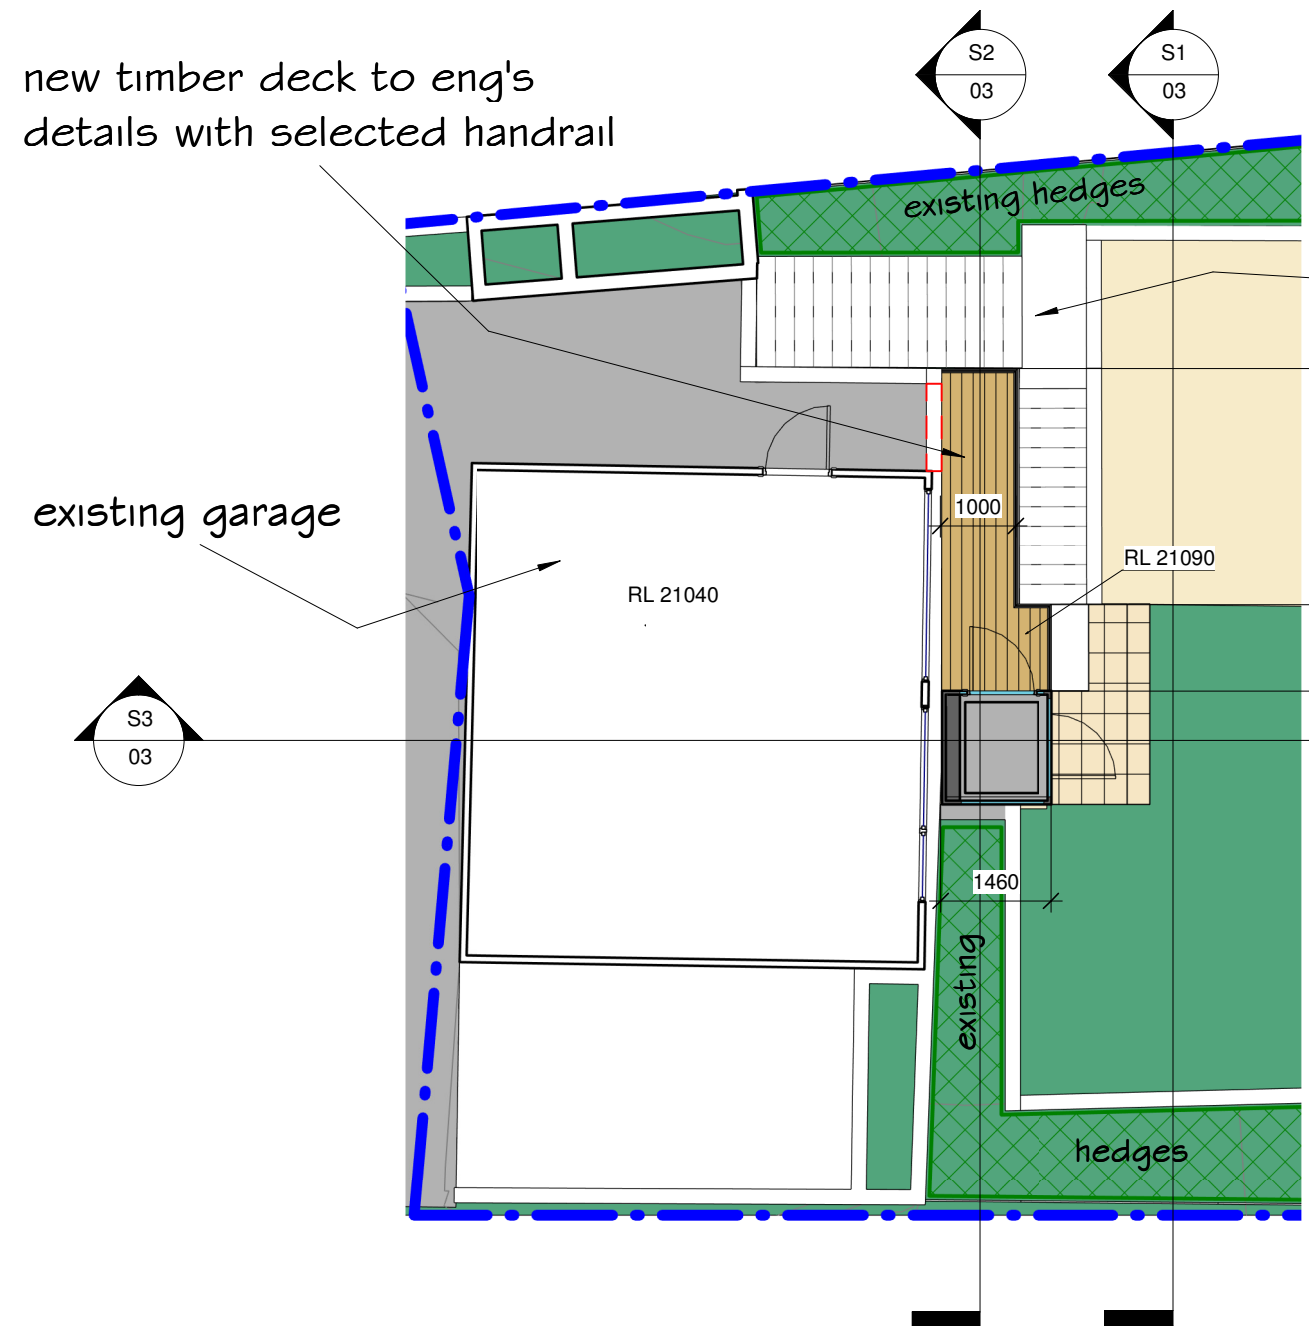 S2
03
S1
03
new timber deck to eng's
details with selected handrail
existing hedges
existing garage
1000
RL 21090
RL 21040
S3
03
1460
existing
hedges